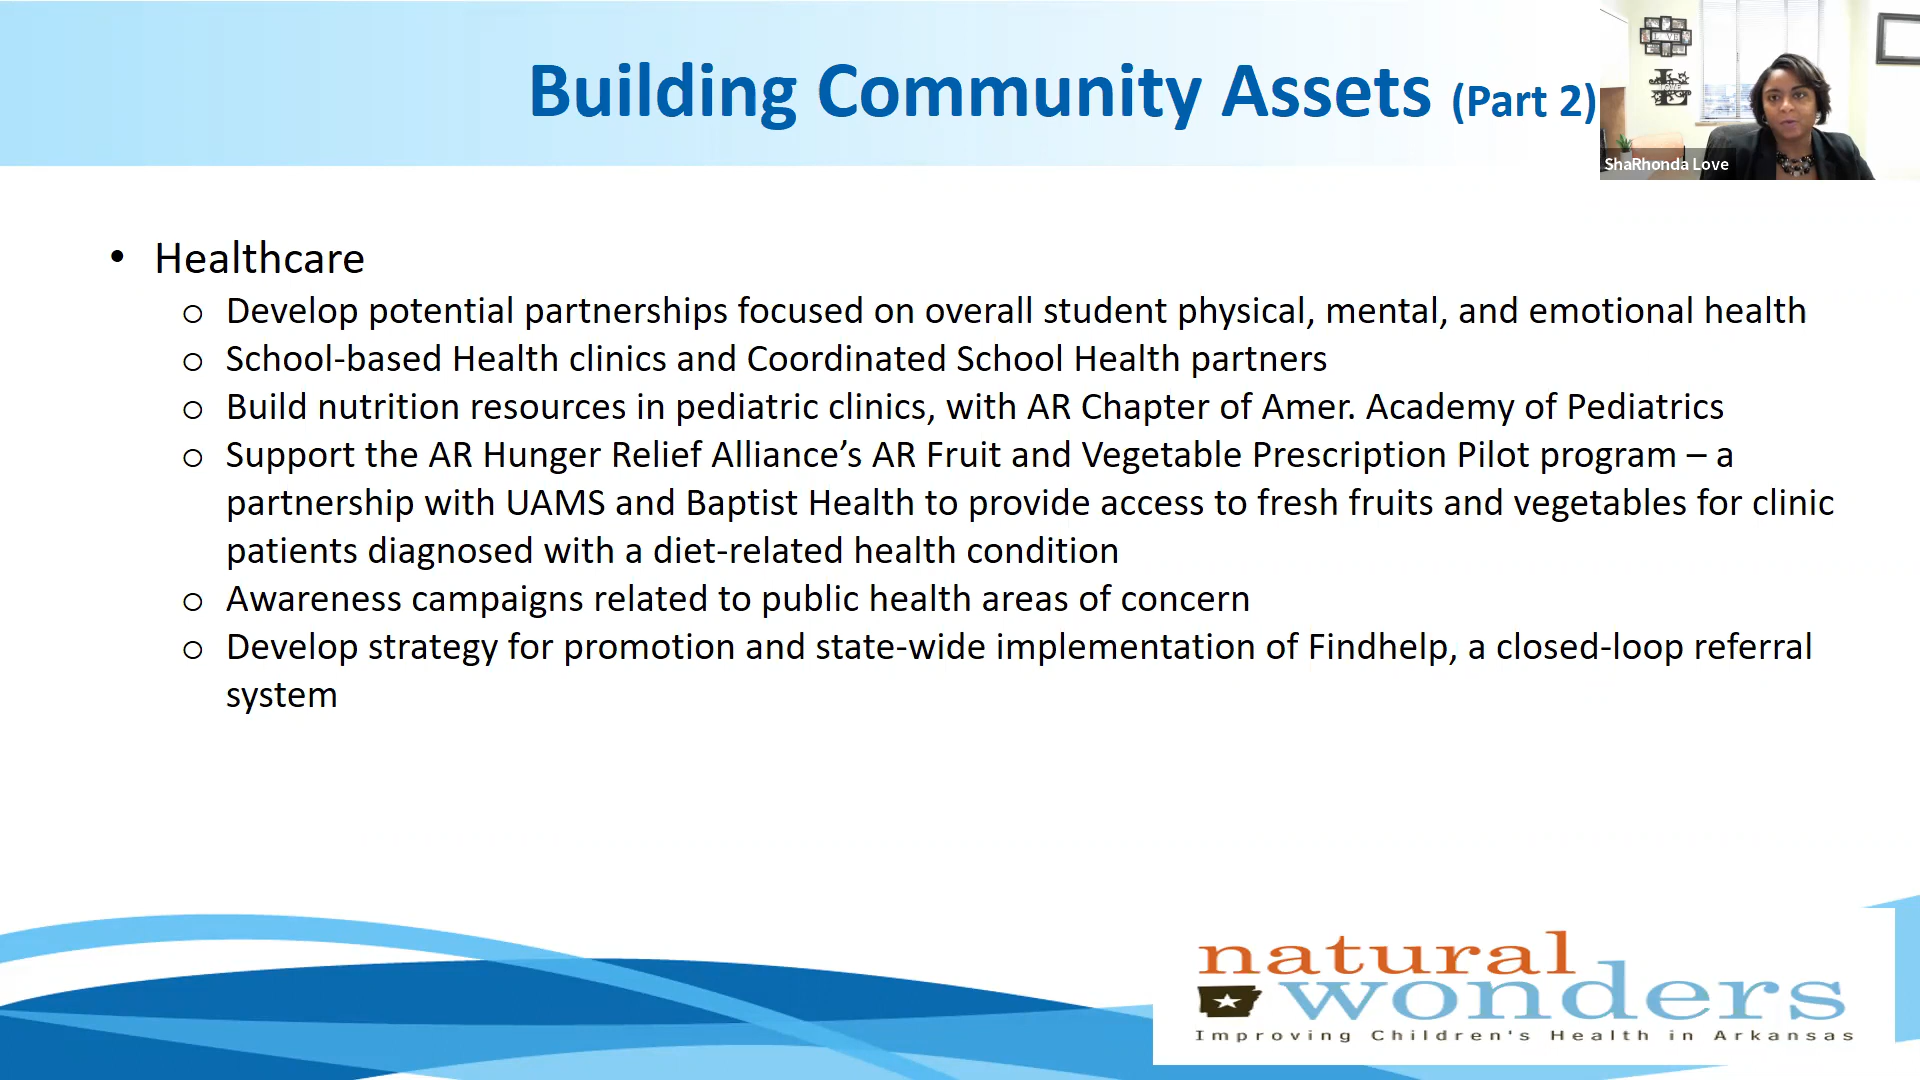 Building Community Assets (Part 2)
LOVE
ShaRhonda Love
• Healthcare
o Develop potential partnerships focused on overall student physical, mental, and emotional health
o School-based Health clinics and Coordinated School Health partners
o Build nutrition resources in pediatric clinics, with AR Chapter of Amer. Academy of Pediatrics
o Support the AR Hunger Relief Alliance’s AR Fruit and Vegetable Prescription Pilot program – a
partnership with UAMS and Baptist Health to provide access to fresh fruits and vegetables for clinic
patients diagnosed with a diet-related health condition
o Awareness campaigns related to public health areas of concern
o Develop strategy for promotion and state-wide implementation of Findhelp, a closed-loop referral
system
natural
wonders
Improving Children's Health in Arkansas